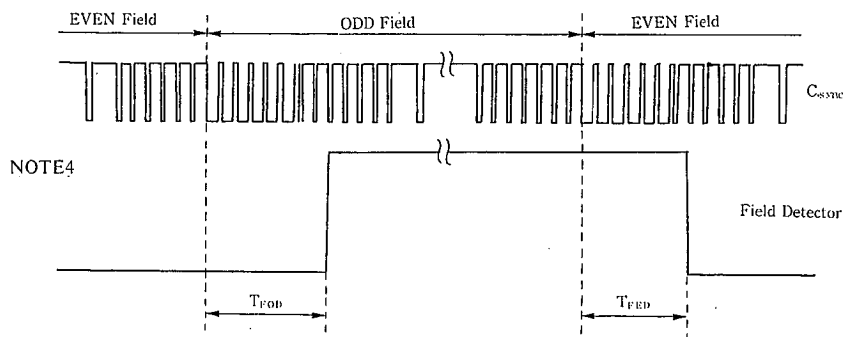 EVEN Field ODD Field EVEN Field
Csync
NOTE4
Field Detector
TFOD TFED